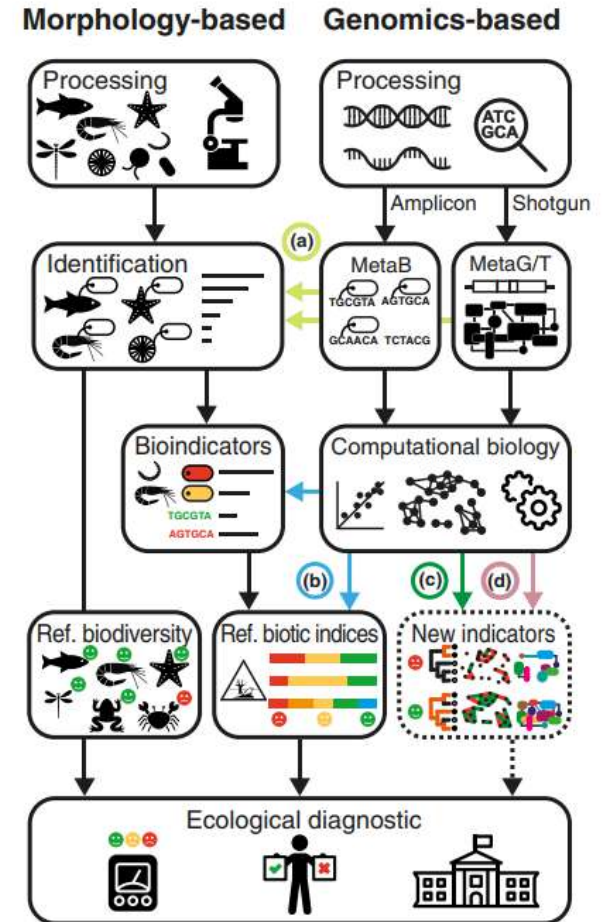 Morphology-based
Genomics-based
Processing
Processing
ATC
GCA
Amplicon
Shotgun
(a)
Identification
MetaB
MetaG/T
TGCGTA
AGTGCA
GCAACA
TCTACG
Bioindicators
Computational biology
TGCGTA
AGTGCA
(b)
(c)
(d)
Ref. biodiversity
Ref. biotic indices
New indicators
Ecological diagnostic